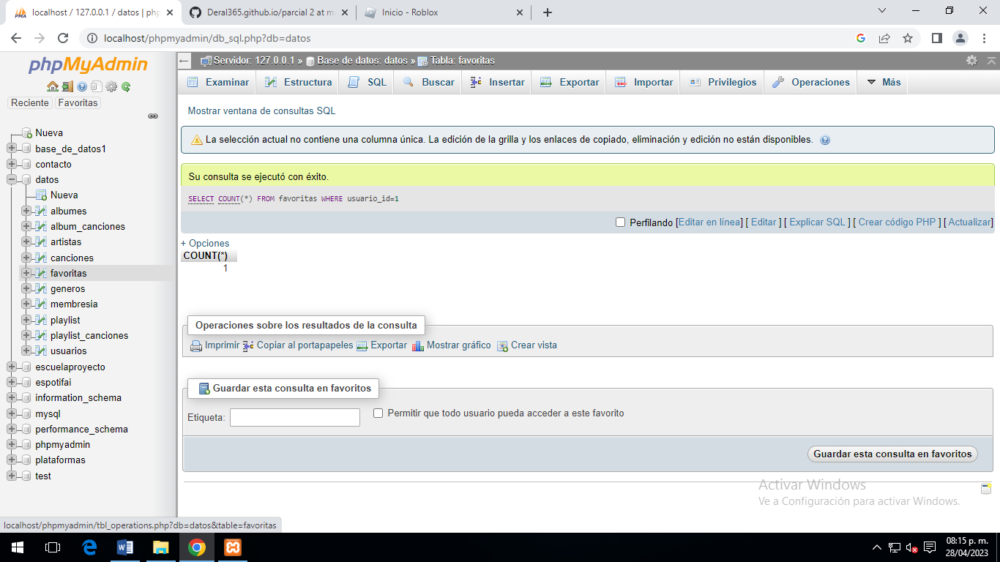 localhost / 127.0.0.1 / datos | php
Deral365.github.io/parcial 2 at m
Inicio - Roblox
localhost/phpmyadmin/db_sql.php?db=datos
phpMyAdmin
Reciente
Favoritas
Nueva
base_de_datos1
contacto
datos
Nueva
albumes
album_canciones
artistas
canciones
favoritas
generos
membresia
playlist
playlist_canciones
usuarios
escuelaproyecto
espotifai
information_schema
mysql
performance_schema
phpmyadmin
plataformas
test
Servidor: 127.0.0.1 » Base de datos: datos » Tabla: favoritas
Examinar Estructura SQL Buscar Insertar Exportar Importar Privilegios Operaciones Más
Mostrar ventana de consultas SQL
La selección actual no contiene una columna única. La edición de la grilla y los enlaces de copiado, eliminación y edición no están disponibles.
Su consulta se ejecutó con éxito.
SELECT COUNT(*) FROM favoritas WHERE usuario_id=1
Perfilando [Editar en línea] [ Editar ] [ Explicar SQL ] [ Crear código PHP ] [ Actualizar]
+ Opciones
COUNT(*)
1
Operaciones sobre los resultados de la consulta
Imprimir Copiar al portapapeles Exportar Mostrar gráfico Crear vista
Guardar esta consulta en favoritos
Etiqueta:
Permitir que todo usuario pueda acceder a este favorito
Guardar esta consulta en favoritos
Activar Windows
Ve a Configuración para activar Windows.
localhost/phpmyadmin/tbl_operations.php?db=datos&table=favoritas
08:15 p. m.
28/04/2023